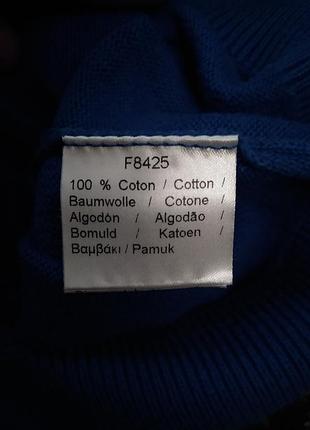 F8425
100 % Coton / Cotton /
Baumwolle / Cotone /
Algodón / Algodão /
Bomuld / Katoen /
Βαμβάκι / Pamuk